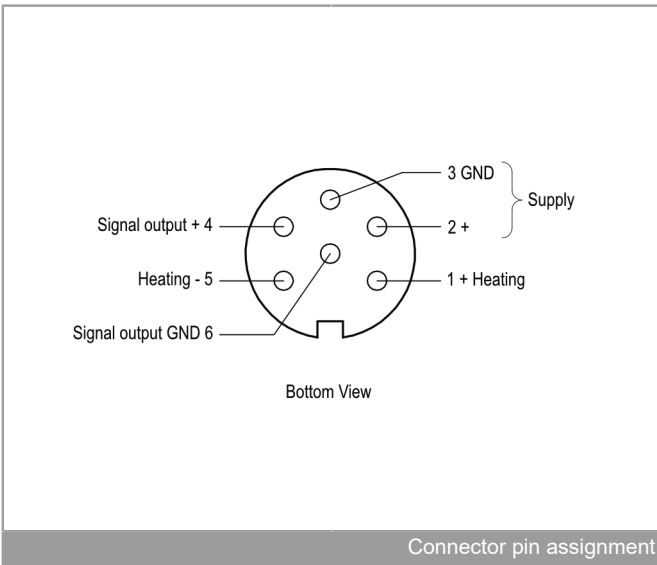 3 GND
Supply
Signal output + 4
2 +
Heating - 5
1 + Heating
Signal output GND 6
Bottom View
Connector pin assignment